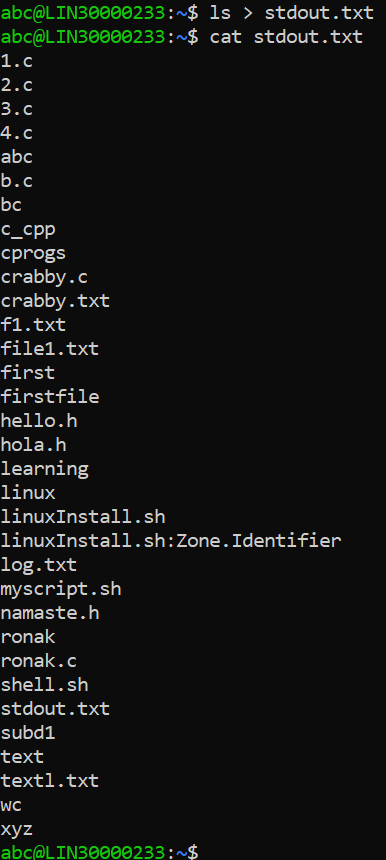 abc@LIN30000233:~$ ls > stdout.txt
abc@LIN30000233:~$ cat stdout.txt
1.c
2.c
3.c
4.c
abc
b.c
bc
c_cpp
cprogs
crabby.c
crabby.txt
f1.txt
file1.txt
first
firstfile
hello.h
hola.h
learning
linux
linuxInstall.sh
linuxInstall.sh:Zone.Identifier
log.txt
myscript.sh
namaste.h
ronak
ronak.c
shell.sh
stdout.txt
subd1
text
textl.txt
wc
xyz
abc@LIN30000233:~$